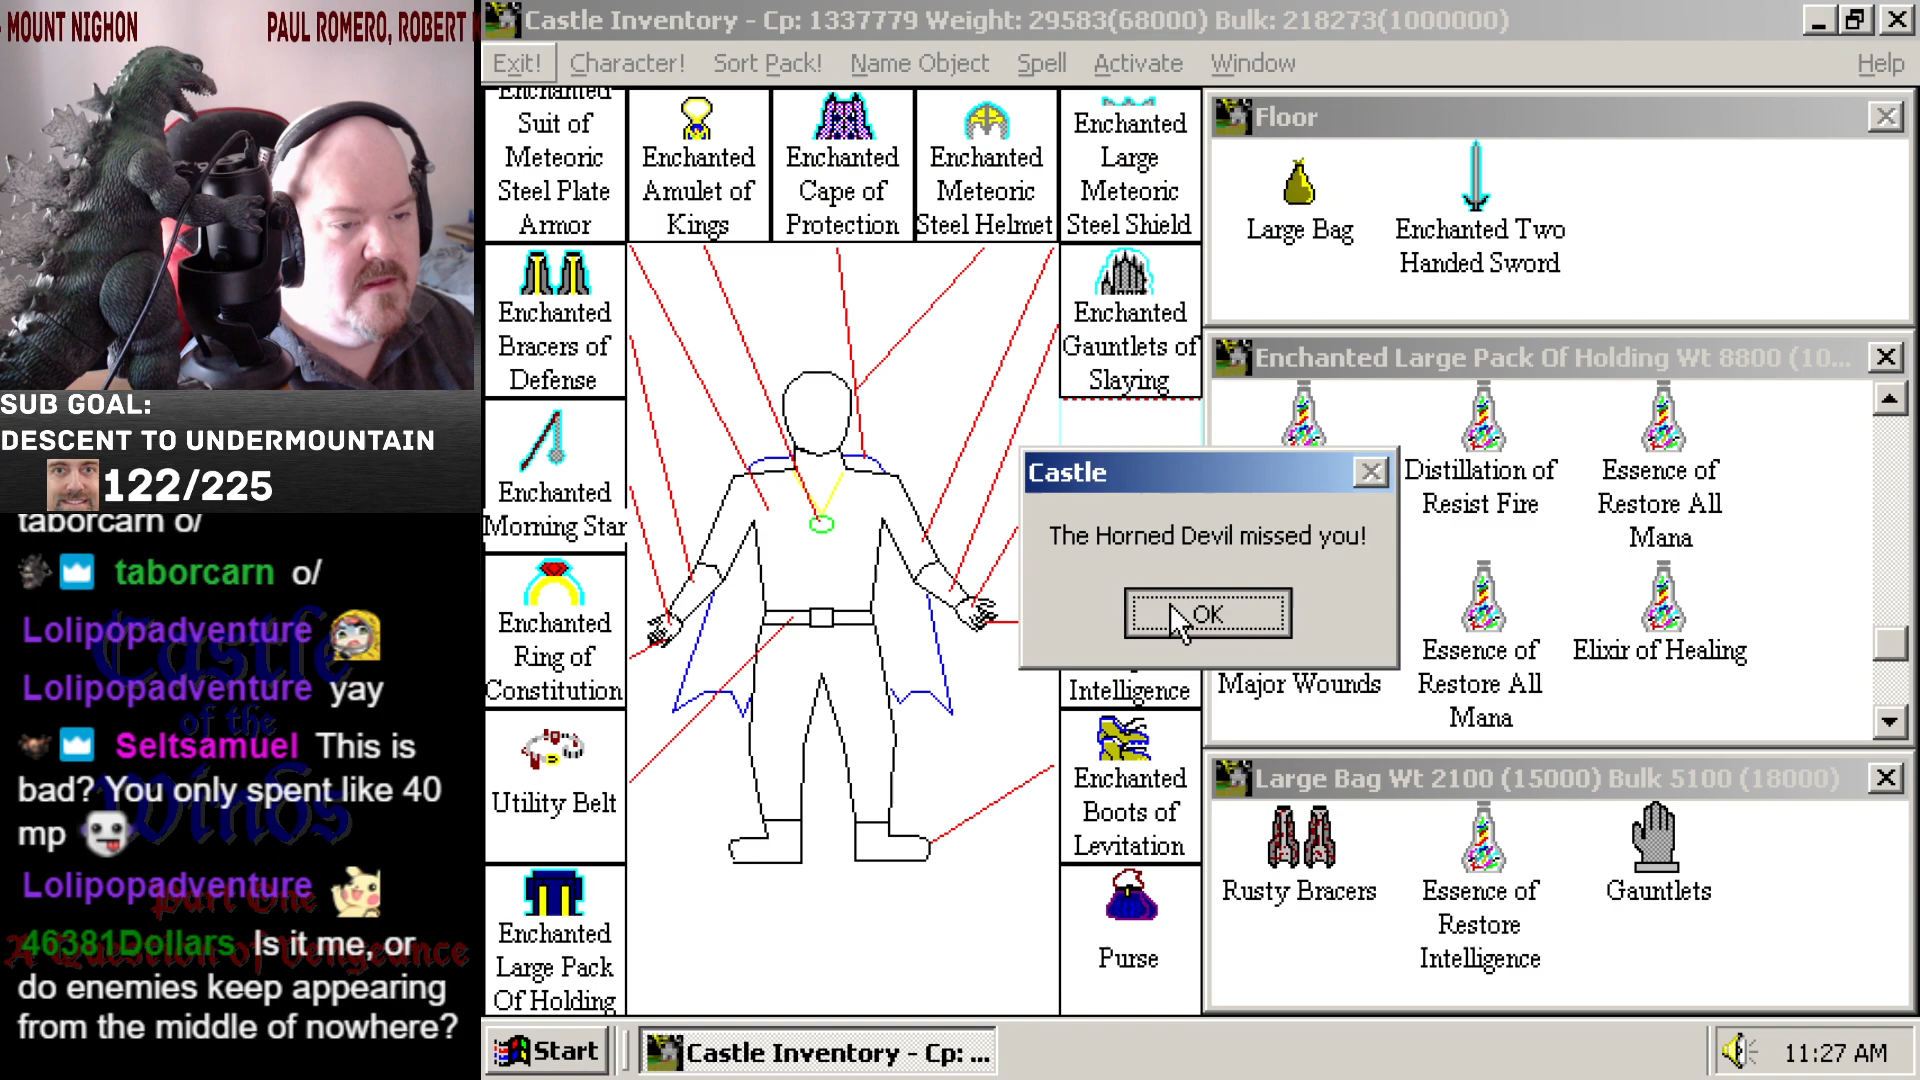 - MOUNT NIGHON
PAUL ROMERO, ROBERT
SUB GOAL:
DESCENT TO UNDERMOUNTAIN
122/225
taborcarn o/
taborcarn o/
Lolipopadventure
Lolipopadventure yay
Seltsamuel This is
bad? You only spent like 40
mp
Lolipopadventure
46381Dollars Is it me, or
do enemies keep appearing
from the middle of nowhere?
Castle
of the
Winds
Part One
A Question of Vengeance
Castle Inventory - Cp: 1337779 Weight: 29583(68000) Bulk: 218273(1000000)
Exit! Character! Sort Pack! Name Object Spell Activate Window Help
Enchanted
Suit of
Meteoric
Steel Plate
Armor
Enchanted
Amulet of
Kings
Enchanted
Cape of
Protection
Enchanted
Meteoric
Steel Helmet
Enchanted
Large
Meteoric
Steel Shield
Enchanted
Bracers of
Defense
Enchanted
Gauntlets of
Slaying
Enchanted
Morning Star
Enchanted
Ring of
Constitution
Intelligence
Utility Belt
Enchanted
Boots of
Levitation
Enchanted
Large Pack
Of Holding
Purse
Castle
The Horned Devil missed you!
OK
Floor
Large Bag
Enchanted Two
Handed Sword
Enchanted Large Pack Of Holding Wt 8800 (10...
Distillation of
Resist Fire
Essence of
Restore All
Mana
Major Wounds
Essence of
Restore All
Mana
Elixir of Healing
Large Bag Wt 2100 (15000) Bulk 5100 (18000)
Rusty Bracers
Essence of
Restore
Intelligence
Gauntlets
Start
Castle Inventory - Cp: ...
11:27 AM